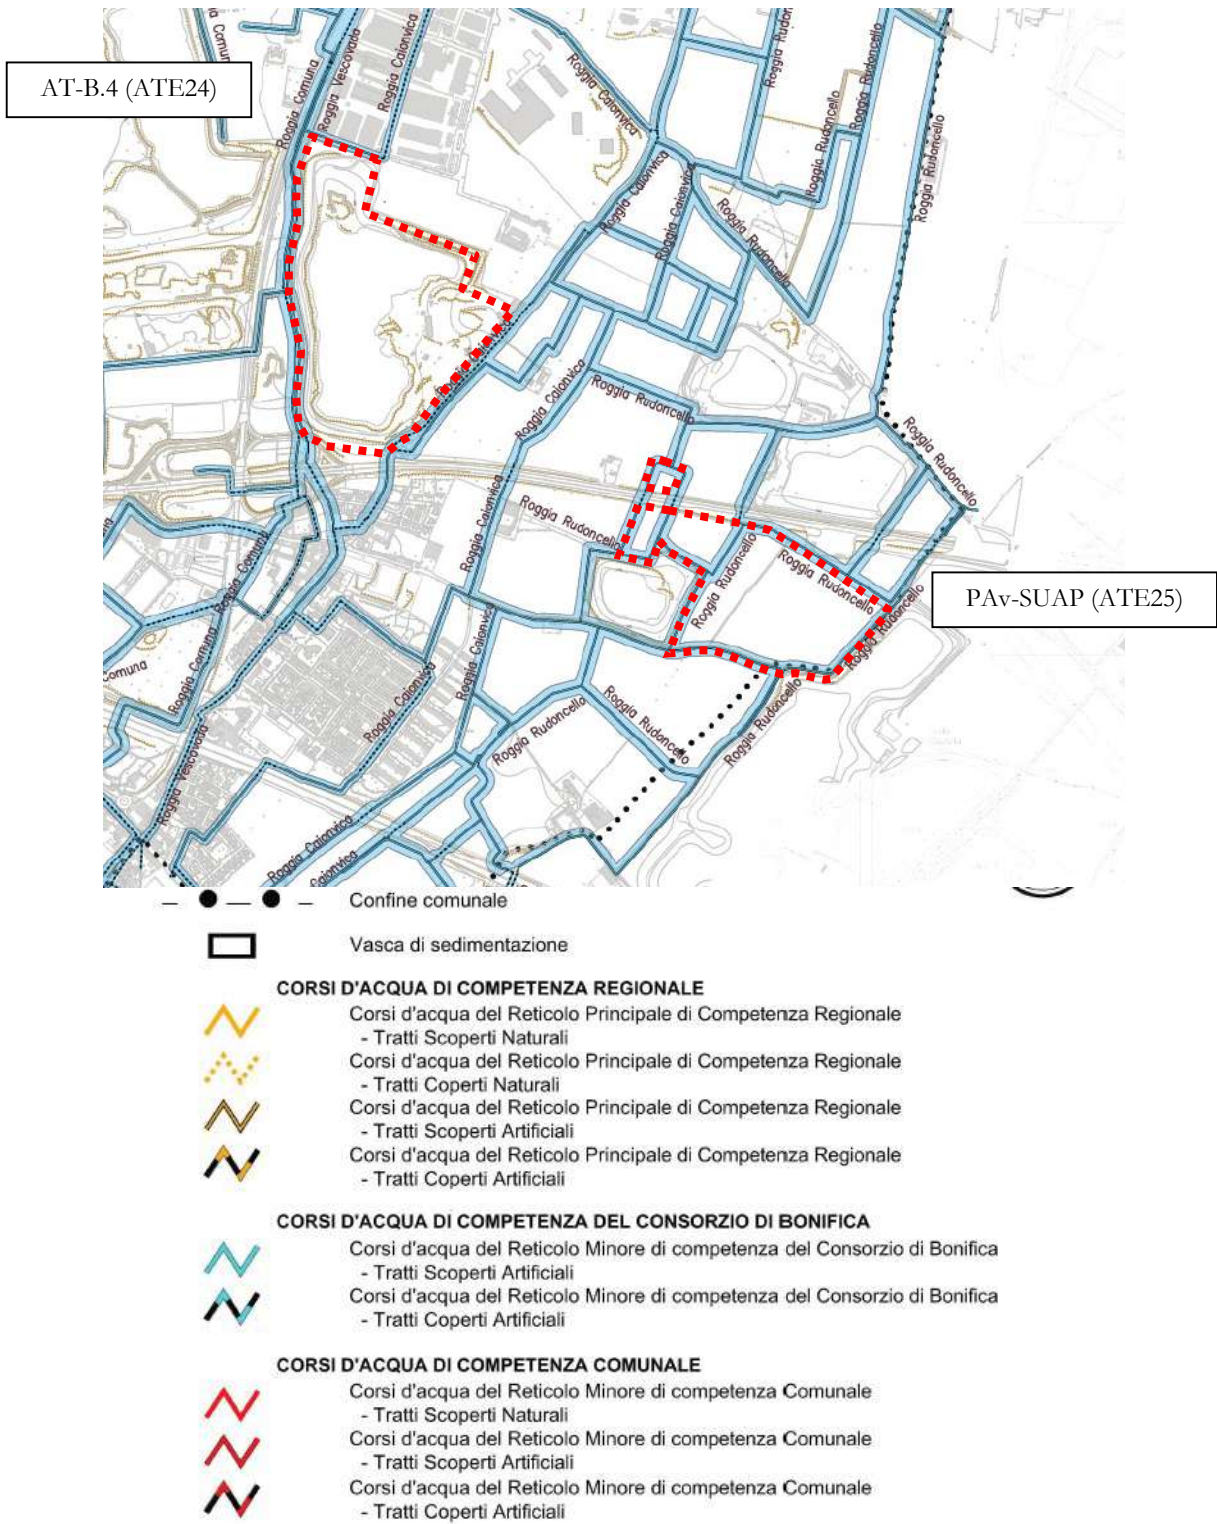 AT-B.4 (ATE24)
Roggia Comuna
Roggia Vescovada
Roggia Caionvica
Roggia Caionvica
Roggia Rudoncello
Roggia Rudoncello
Roggia Rudoncello
Roggia Caionvica
Roggia Caionvica
Roggia Rudoncello
Roggia Rudoncello
Roggia Caionvica
Roggia Rudoncello
Roggia Rudoncello
Roggia Caionvica
Roggia Rudoncello
Roggia Rudoncello
Roggia Rudoncello
Roggia Rudoncello
PAv-SUAP (ATE25)
Roggia Comuna
Roggia Comuna
Comuna
Roggia Caionvica
Roggia Caionvica
Roggia Rudoncello
Roggia Rudoncello
Roggia Rudoncello
Roggia Vescovada
Roggia Caionvica
Caionvica
Confine comunale
Vasca di sedimentazione
CORSI D'ACQUA DI COMPETENZA REGIONALE
Corsi d'acqua del Reticolo Principale di Competenza Regionale
- Tratti Scoperti Naturali
Corsi d'acqua del Reticolo Principale di Competenza Regionale
- Tratti Coperti Naturali
Corsi d'acqua del Reticolo Principale di Competenza Regionale
- Tratti Scoperti Artificiali
Corsi d'acqua del Reticolo Principale di Competenza Regionale
- Tratti Coperti Artificiali
CORSI D'ACQUA DI COMPETENZA DEL CONSORZIO DI BONIFICA
Corsi d'acqua del Reticolo Minore di competenza del Consorzio di Bonifica
- Tratti Scoperti Artificiali
Corsi d'acqua del Reticolo Minore di competenza del Consorzio di Bonifica
- Tratti Coperti Artificiali
CORSI D'ACQUA DI COMPETENZA COMUNALE
Corsi d'acqua del Reticolo Minore di competenza Comunale
- Tratti Scoperti Naturali
Corsi d'acqua del Reticolo Minore di competenza Comunale
- Tratti Scoperti Artificiali
Corsi d'acqua del Reticolo Minore di competenza Comunale
- Tratti Coperti Artificiali